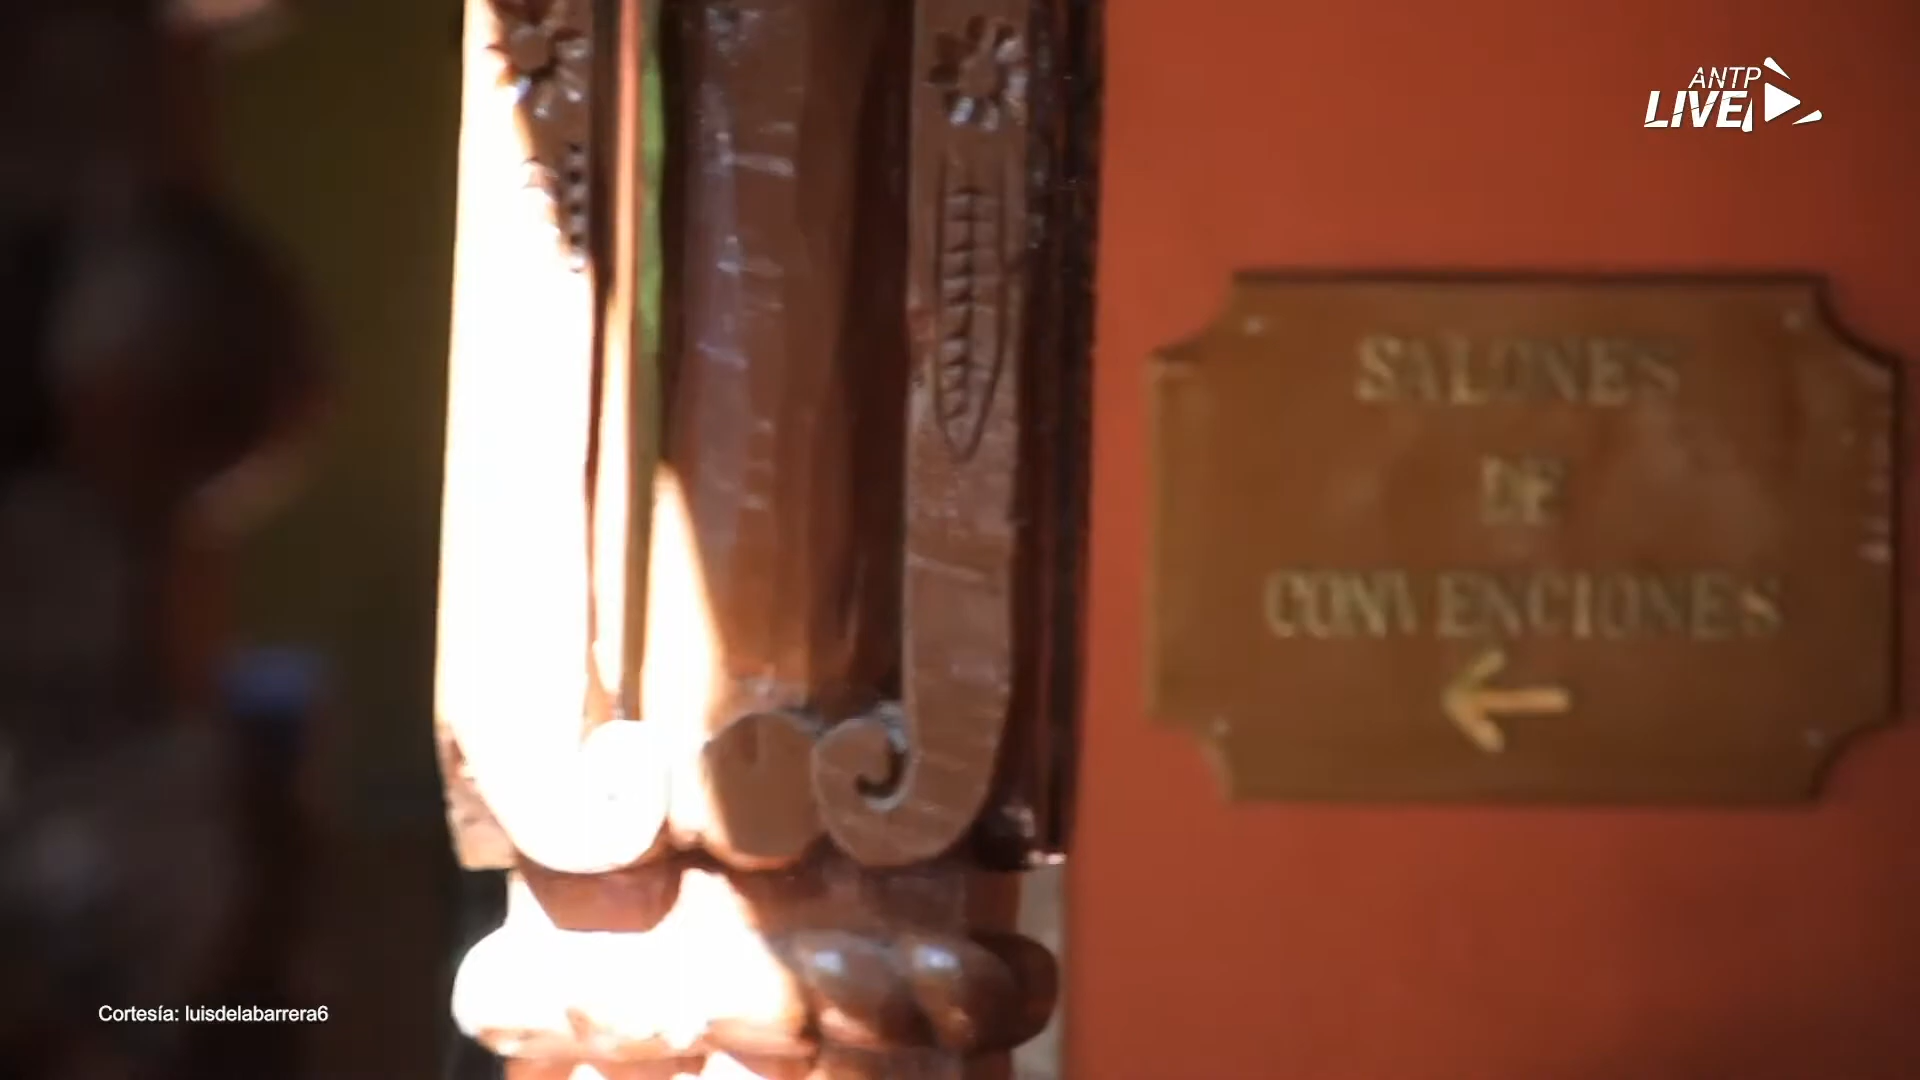 ANTP
LIVE
SALONES
DE
CONVENCIONES
Cortesía: luisdelabarrera6